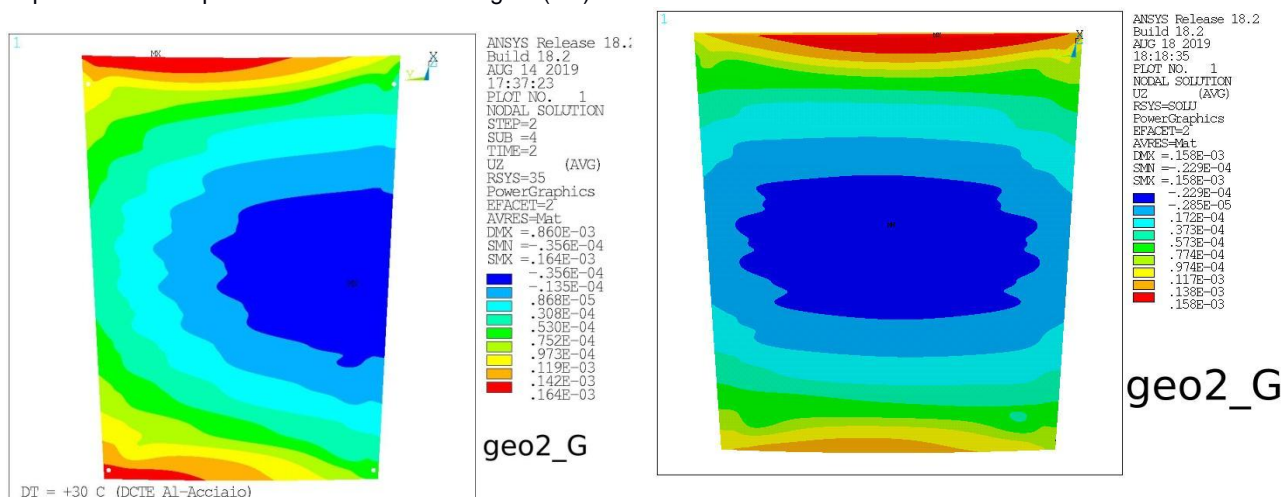 1
MX
X
Y
ANSYS Release 18.2
Build 18.2
AUG 14 2019
17:37:23
PLOT NO. 1
NODAL SOLUTION
STEP=2
SUB =4
TIME=2
UZ (AVG)
RSYS=35
PowerGraphics
EFACET=2
AVRES=Mat
DMX =.860E-03
SMN =-.356E-04
SMX =.164E-03
-.356E-04
-.135E-04
.868E-05
.308E-04
.530E-04
.752E-04
.973E-04
.119E-03
.142E-03
.164E-03
geo2_G
DT = +30 C (DCTE Al-Acciaio)
1
X
ANSYS Release 18.2
Build 18.2
AUG 18 2019
18:18:35
PLOT NO. 1
NODAL SOLUTION
UZ (AVG)
RSYS=SOLU
PowerGraphics
EFACET=2
AVRES=Mat
DMX =.158E-03
SMN =-.229E-04
SMX =.158E-03
-.229E-04
-.285E-05
.172E-04
.373E-04
.573E-04
.774E-04
.974E-04
.117E-03
.138E-03
.158E-03
geo2_G